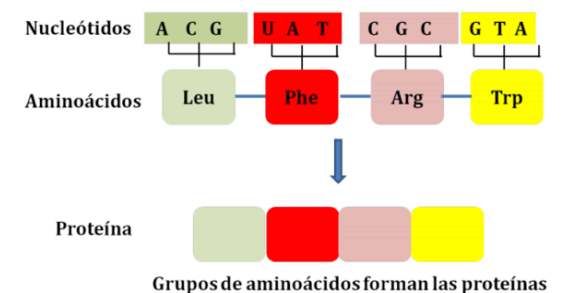 Nucleótidos A C G U A T C G C G T A
Aminoácidos Leu Phe Arg Trp
Proteína
Grupos de aminoácidos forman las proteínas